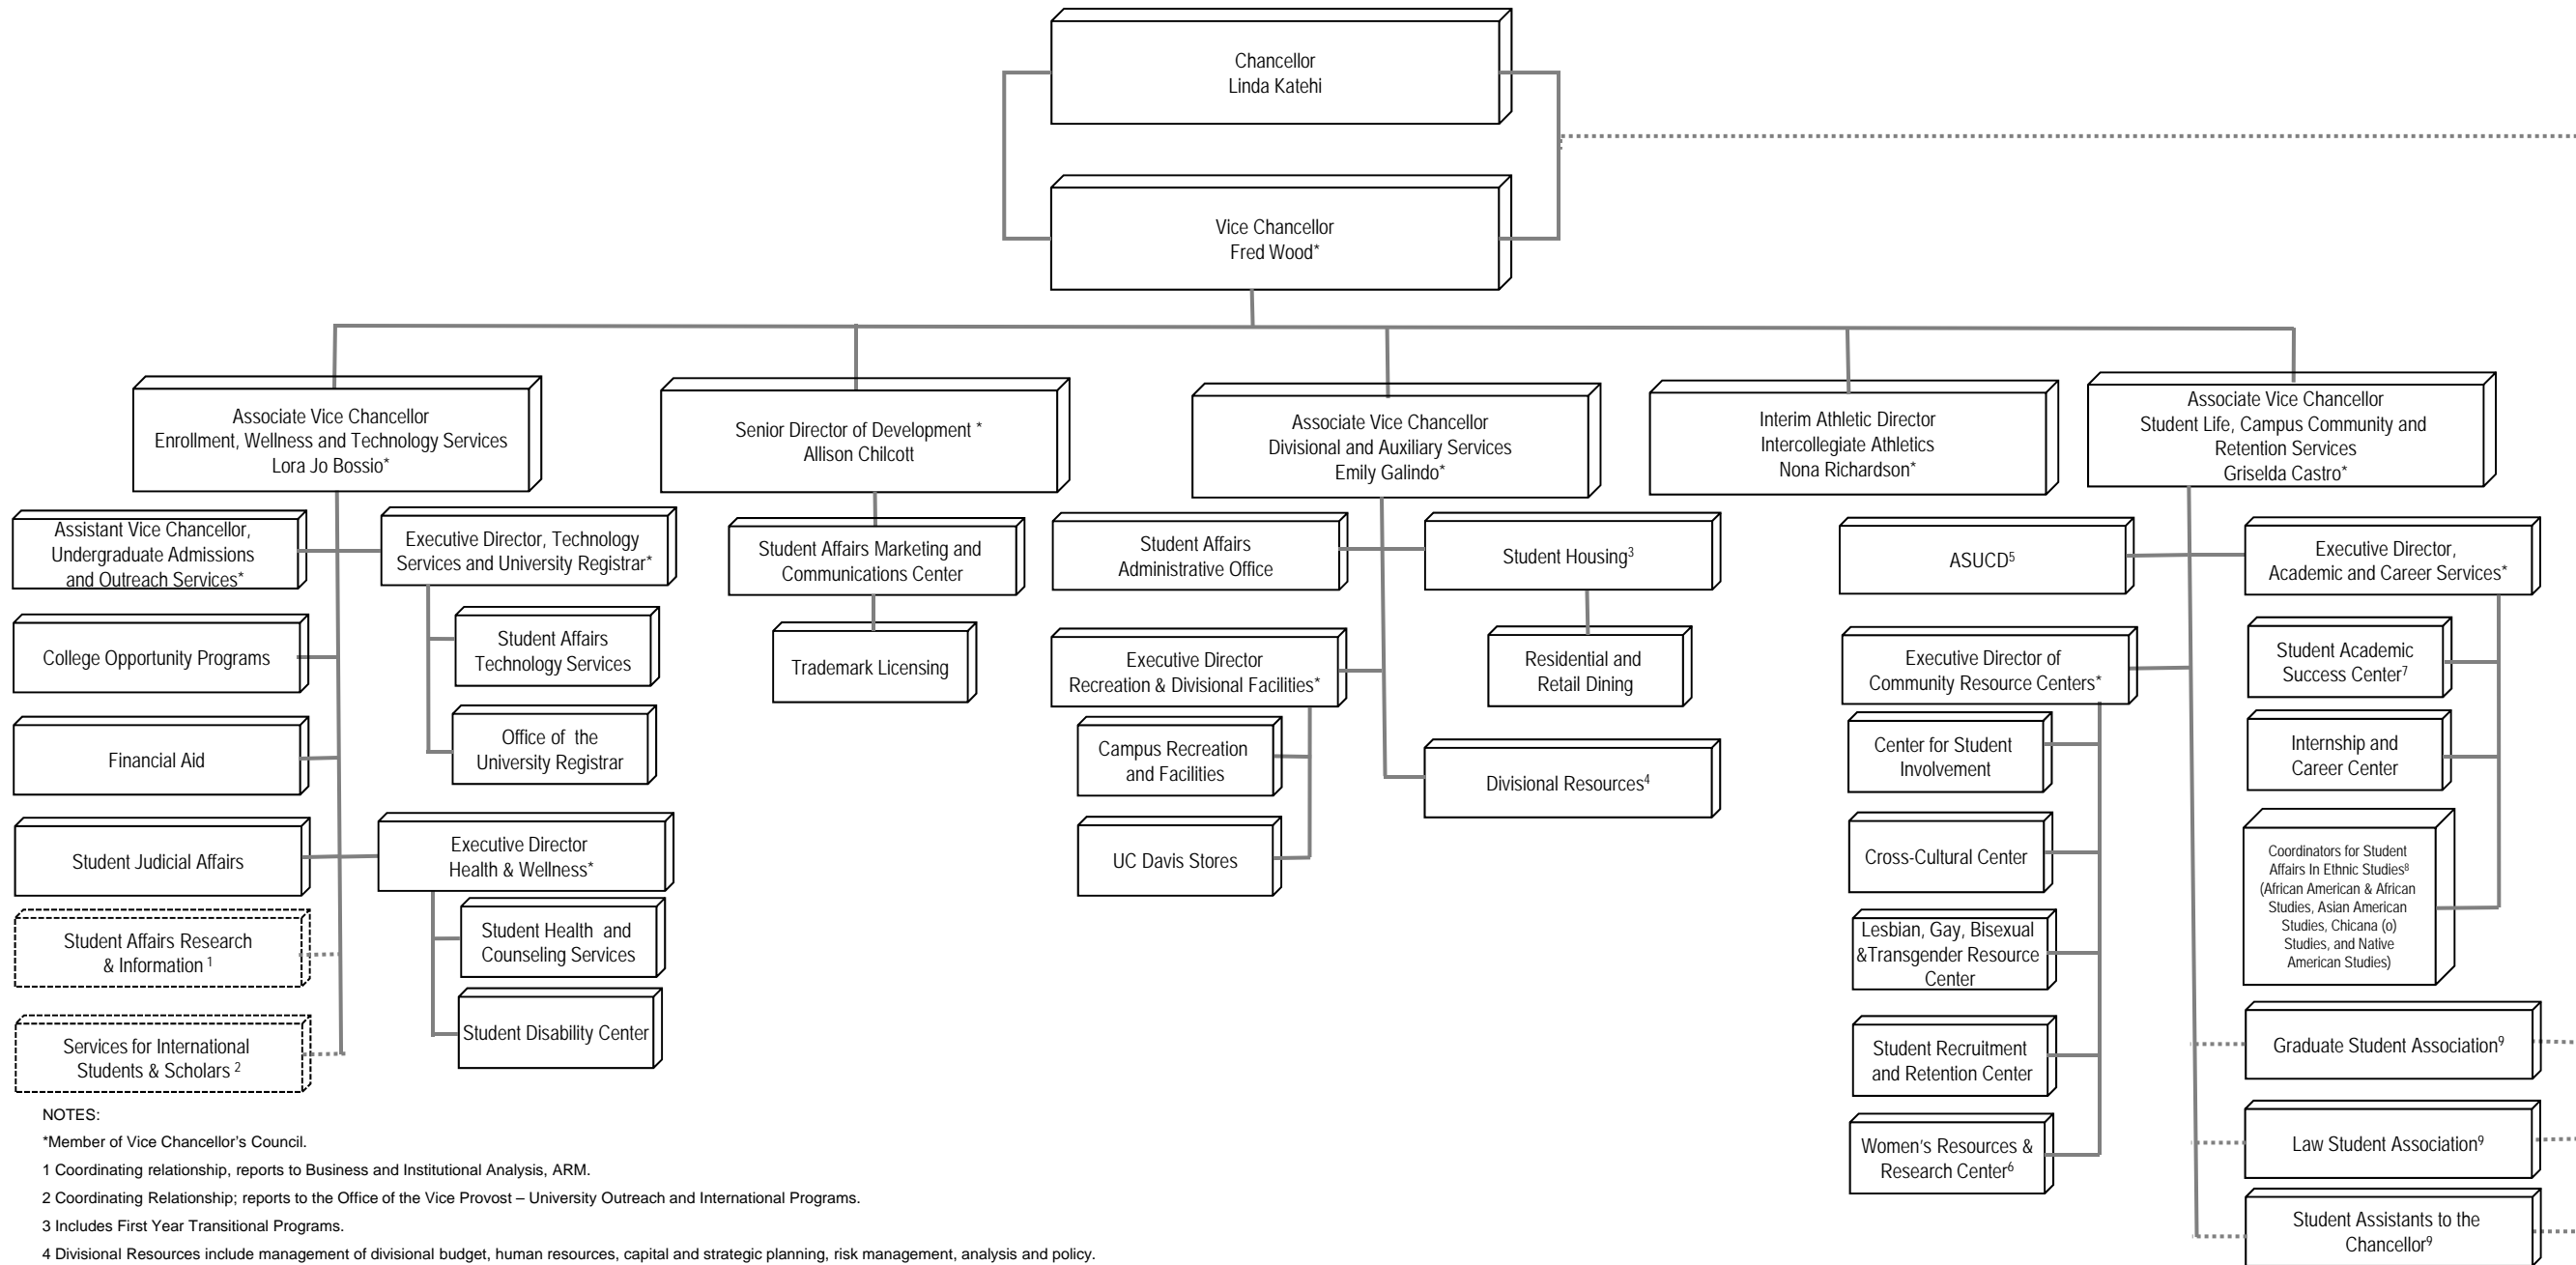 Chancellor
Linda Katehi
Vice Chancellor
Fred Wood*
Associate Vice Chancellor
Enrollment, Wellness and Technology Services
Lora Jo Bossio*
Senior Director of Development *
Allison Chilcott
Associate Vice Chancellor
Divisional and Auxiliary Services
Emily Galindo*
Interim Athletic Director
Intercollegiate Athletics
Nona Richardson*
Associate Vice Chancellor
Student Life, Campus Community and
Retention Services
Griselda Castro*
Assistant Vice Chancellor,
Undergraduate Admissions
and Outreach Services*
College Opportunity Programs
Financial Aid
Student Judicial Affairs
Student Affairs Research
& Information 1
Services for International
Students & Scholars 2
Executive Director, Technology
Services and University Registrar*
Student Affairs
Technology Services
Office of the
University Registrar
Executive Director
Health & Wellness*
Student Health and
Counseling Services
Student Disability Center
Student Affairs Marketing and
Communications Center
Trademark Licensing
Student Affairs
Administrative Office
Executive Director
Recreation & Divisional Facilities*
Campus Recreation
and Facilities
UC Davis Stores
Student Housing3
Residential and
Retail Dining
Divisional Resources4
ASUCD5
Executive Director of
Community Resource Centers*
Center for Student
Involvement
Cross-Cultural Center
Lesbian, Gay, Bisexual
&Transgender Resource
Center
Student Recruitment
and Retention Center
Women's Resources &
Research Center6
Executive Director,
Academic and Career Services*
Student Academic
Success Center7
Internship and
Career Center
Coordinators for Student
Affairs In Ethnic Studies8
(African American & African
Studies, Asian American
Studies, Chicana (o)
Studies, and Native
American Studies)
Graduate Student Association9
Law Student Association9
Student Assistants to the
Chancellor9
NOTES:
*Member of Vice Chancellor's Council.
1 Coordinating relationship, reports to Business and Institutional Analysis, ARM.
2 Coordinating Relationship; reports to the Office of the Vice Provost – University Outreach and International Programs.
3 Includes First Year Transitional Programs.
4 Divisional Resources include management of divisional budget, human resources, capital and strategic planning, risk management, analysis and policy.